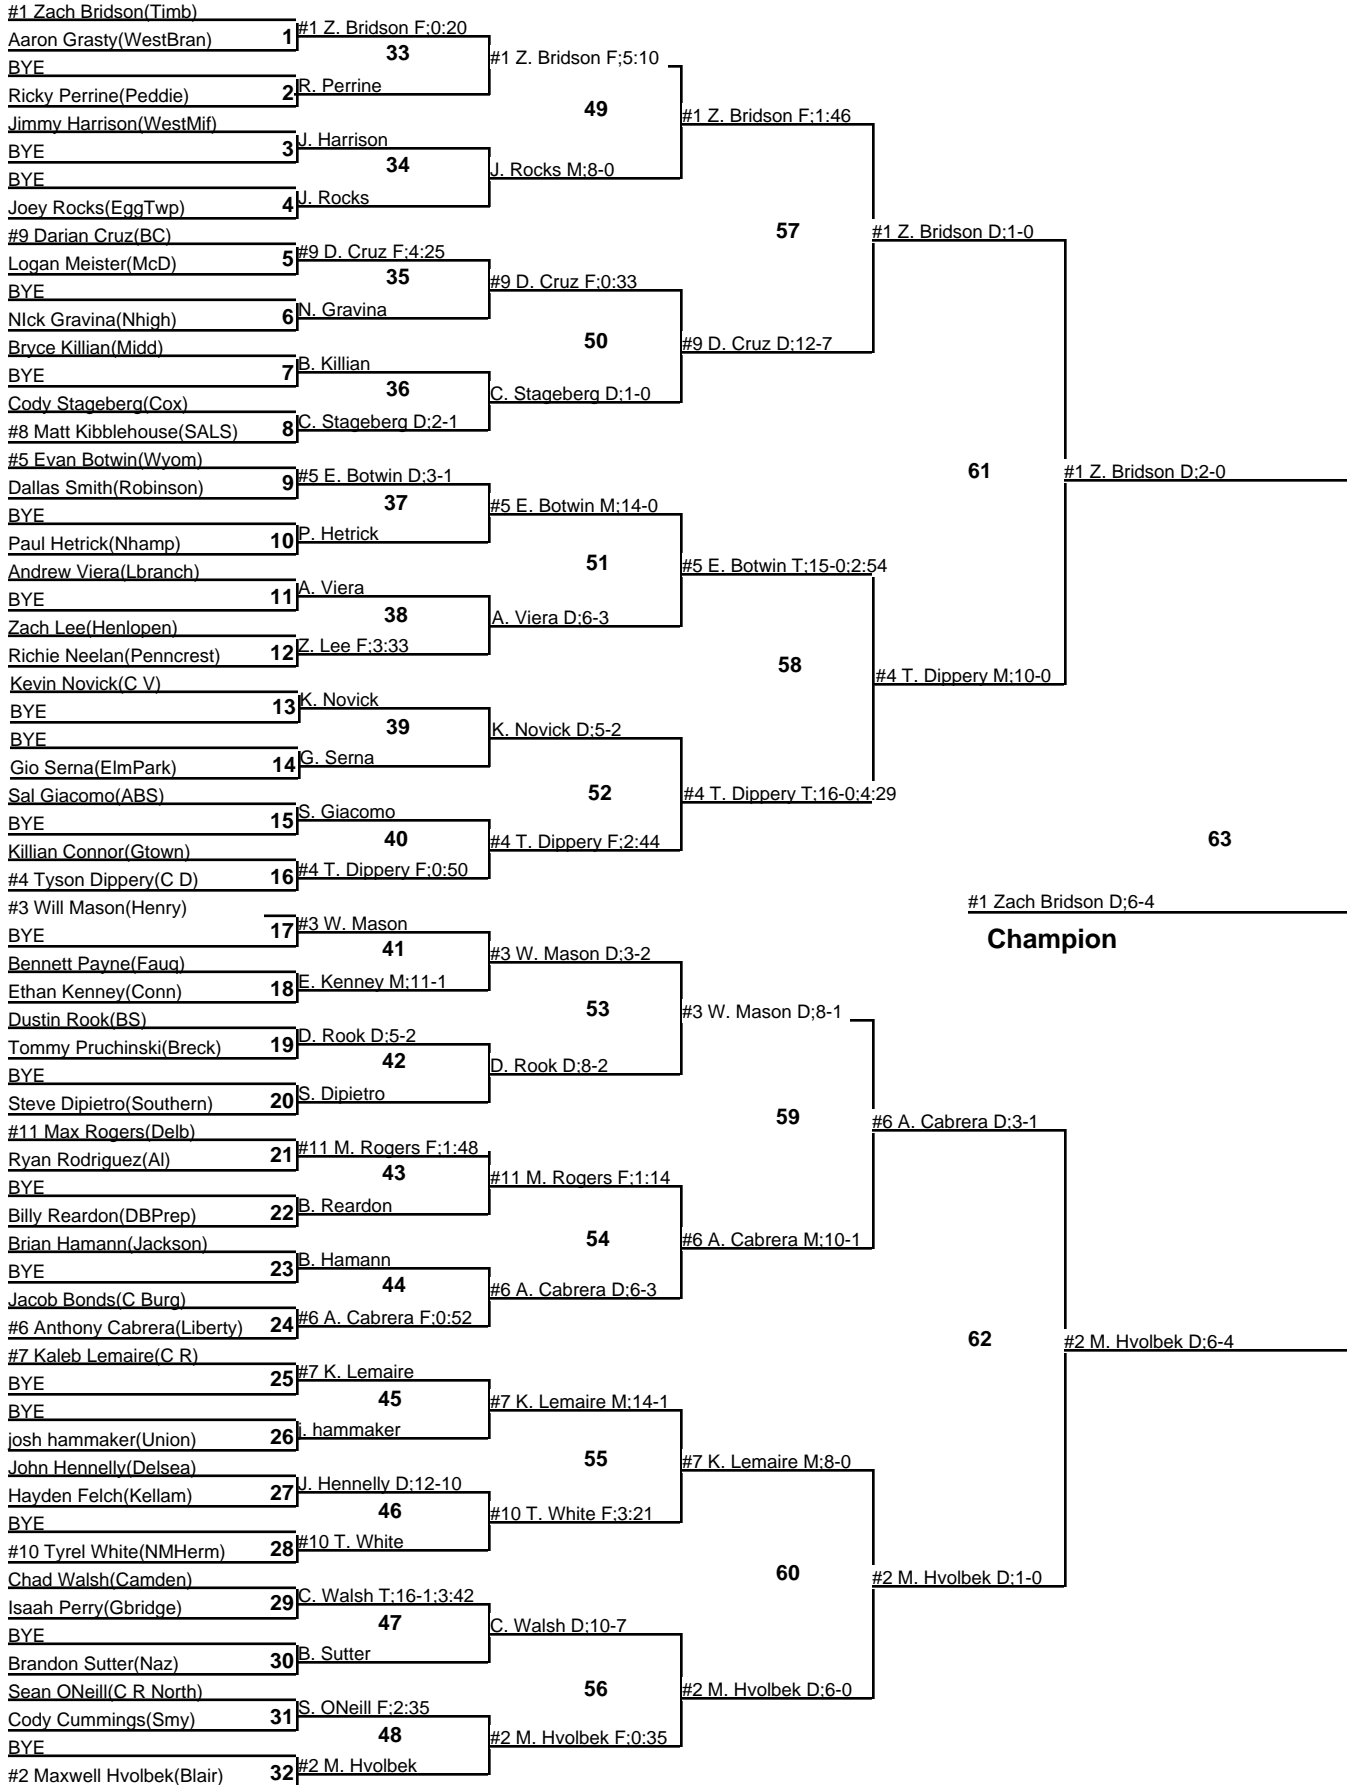 #1 Zach Bridson(Timb)
Aaron Grasty(WestBran)
1
BYE
Ricky Perrine(Peddie)
2
Jimmy Harrison(WestMif)
BYE
3
BYE
Joey Rocks(EggTwp)
4
#9 Darian Cruz(BC)
Logan Meister(McD)
5
BYE
NIck Gravina(Nhigh)
6
Bryce Killian(Midd)
BYE
7
Cody Stageberg(Cox)
#8 Matt Kibblehouse(SALS)
8
#5 Evan Botwin(Wyom)
Dallas Smith(Robinson)
9
BYE
Paul Hetrick(Nhamp)
10
Andrew Viera(Lbranch)
BYE
11
Zach Lee(Henlopen)
Richie Neelan(Penncrest)
12
Kevin Novick(C V)
BYE
13
BYE
Gio Serna(ElmPark)
14
Sal Giacomo(ABS)
BYE
15
Killian Connor(Gtown)
#4 Tyson Dippery(C D)
16
#3 Will Mason(Henry)
BYE
17
Bennett Payne(Fauq)
Ethan Kenney(Conn)
18
Dustin Rook(BS)
Tommy Pruchinski(Breck)
19
BYE
Steve Dipietro(Southern)
20
#11 Max Rogers(Delb)
Ryan Rodriguez(Al)
21
BYE
Billy Reardon(DBPrep)
22
Brian Hamann(Jackson)
BYE
23
Jacob Bonds(C Burg)
#6 Anthony Cabrera(Liberty)
24
#7 Kaleb Lemaire(C R)
BYE
25
BYE
josh hammaker(Union)
26
John Hennelly(Delsea)
Hayden Felch(Kellam)
27
BYE
#10 Tyrel White(NMHerm)
28
Chad Walsh(Camden)
Isaah Perry(Gbridge)
29
BYE
Brandon Sutter(Naz)
30
Sean ONeill(C R North)
Cody Cummings(Smy)
31
BYE
#2 Maxwell Hvolbek(Blair)
32
#1 Z. Bridson F;0:20
33
R. Perrine
J. Harrison
34
J. Rocks
#9 D. Cruz F;4:25
35
N. Gravina
B. Killian
36
C. Stageberg D;2-1
#5 E. Botwin D;3-1
37
P. Hetrick
A. Viera
38
Z. Lee F;3:33
K. Novick
39
G. Serna
S. Giacomo
40
#4 T. Dippery F;0:50
#3 W. Mason
41
E. Kenney M;11-1
D. Rook D;5-2
42
S. Dipietro
#11 M. Rogers F;1:48
43
B. Reardon
B. Hamann
44
#6 A. Cabrera F;0:52
#7 K. Lemaire
45
j. hammaker
J. Hennelly D;12-10
46
#10 T. White
C. Walsh T;16-1;3:42
47
B. Sutter
S. ONeill F;2:35
48
#2 M. Hvolbek
#1 Z. Bridson F;5:10
49
J. Rocks M;8-0
#9 D. Cruz F;0:33
50
C. Stageberg D;1-0
#5 E. Botwin M;14-0
51
A. Viera D;6-3
K. Novick D;5-2
52
#4 T. Dippery F;2:44
#3 W. Mason D;3-2
53
D. Rook D;8-2
#11 M. Rogers F;1:14
54
#6 A. Cabrera D;6-3
#7 K. Lemaire M;14-1
55
#10 T. White F;3:21
C. Walsh D;10-7
56
#2 M. Hvolbek F;0:35
#1 Z. Bridson F;1:46
57
#9 D. Cruz D;12-7
#5 E. Botwin T;15-0;2:54
58
#4 T. Dippery T;16-0;4:29
#3 W. Mason D;8-1
59
#6 A. Cabrera M;10-1
#7 K. Lemaire M;8-0
60
#2 M. Hvolbek D;6-0
#1 Z. Bridson D;1-0
61
#4 T. Dippery M;10-0
#6 A. Cabrera D;3-1
62
#2 M. Hvolbek D;1-0
#1 Z. Bridson D;2-0
63
#2 M. Hvolbek D;6-4
#1 Zach Bridson D;6-4
Champion